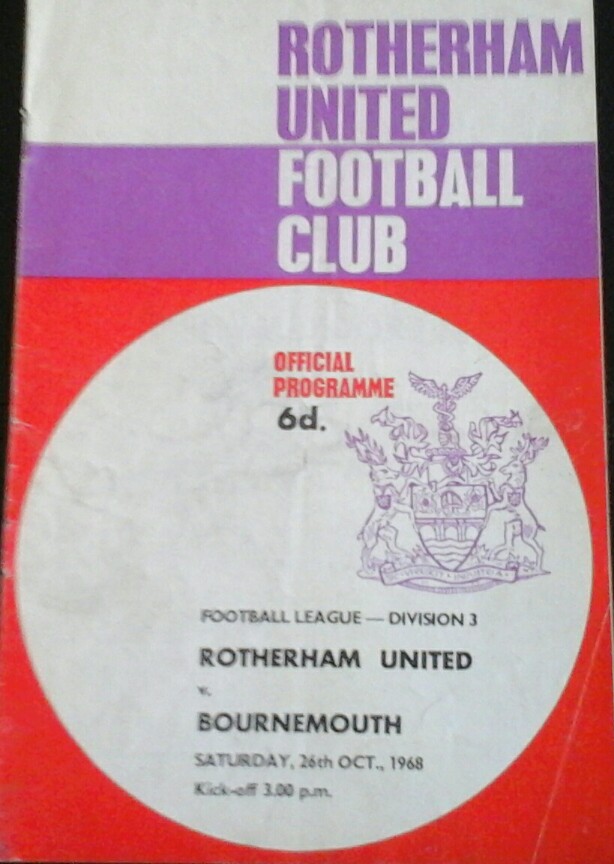 ROTHERHAM
UNITED
FOOTBALL
CLUB
OFFICIAL
PROGRAMME
6d.
FOOTBALL LEAGUE — DIVISION 3
ROTHERHAM UNITED
v.
BOURNEMOUTH
SATURDAY, 26th OCT., 1968
Kick-off 3.00 p.m.